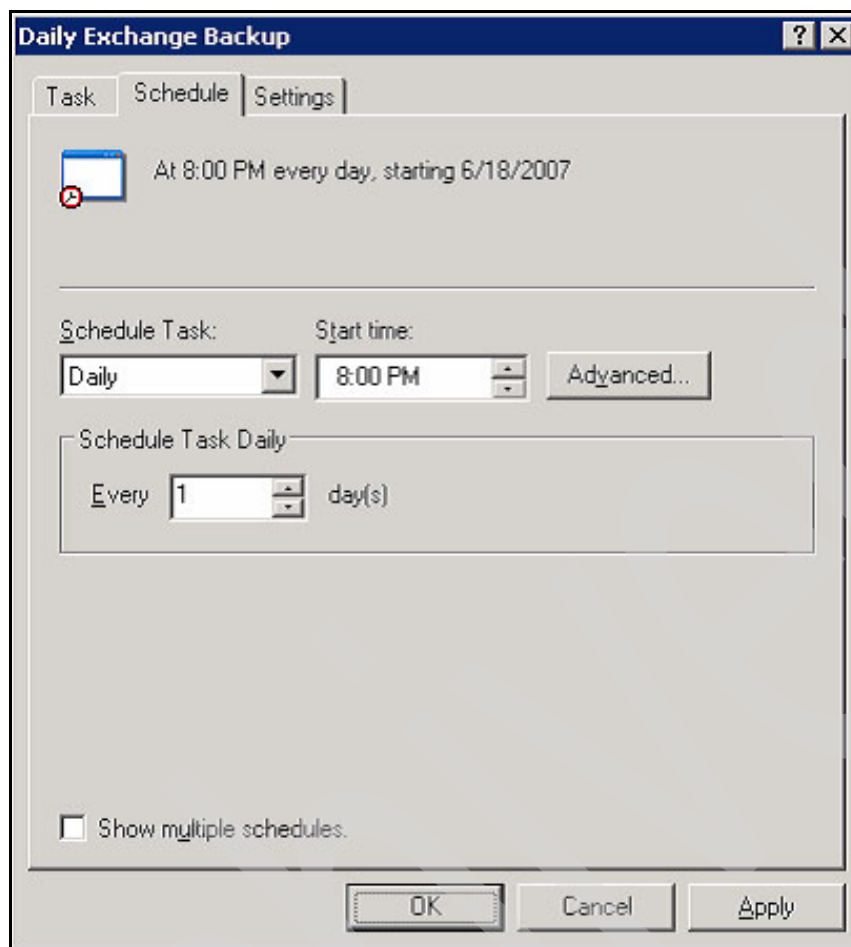 Daily Exchange Backup
Task Schedule Settings
At 8:00 PM every day, starting 6/18/2007
Schedule Task: Start time:
Daily 8:00 PM Advanced...
Schedule Task Daily
Every 1 day(s)
Show multiple schedules.
OK Cancel Apply